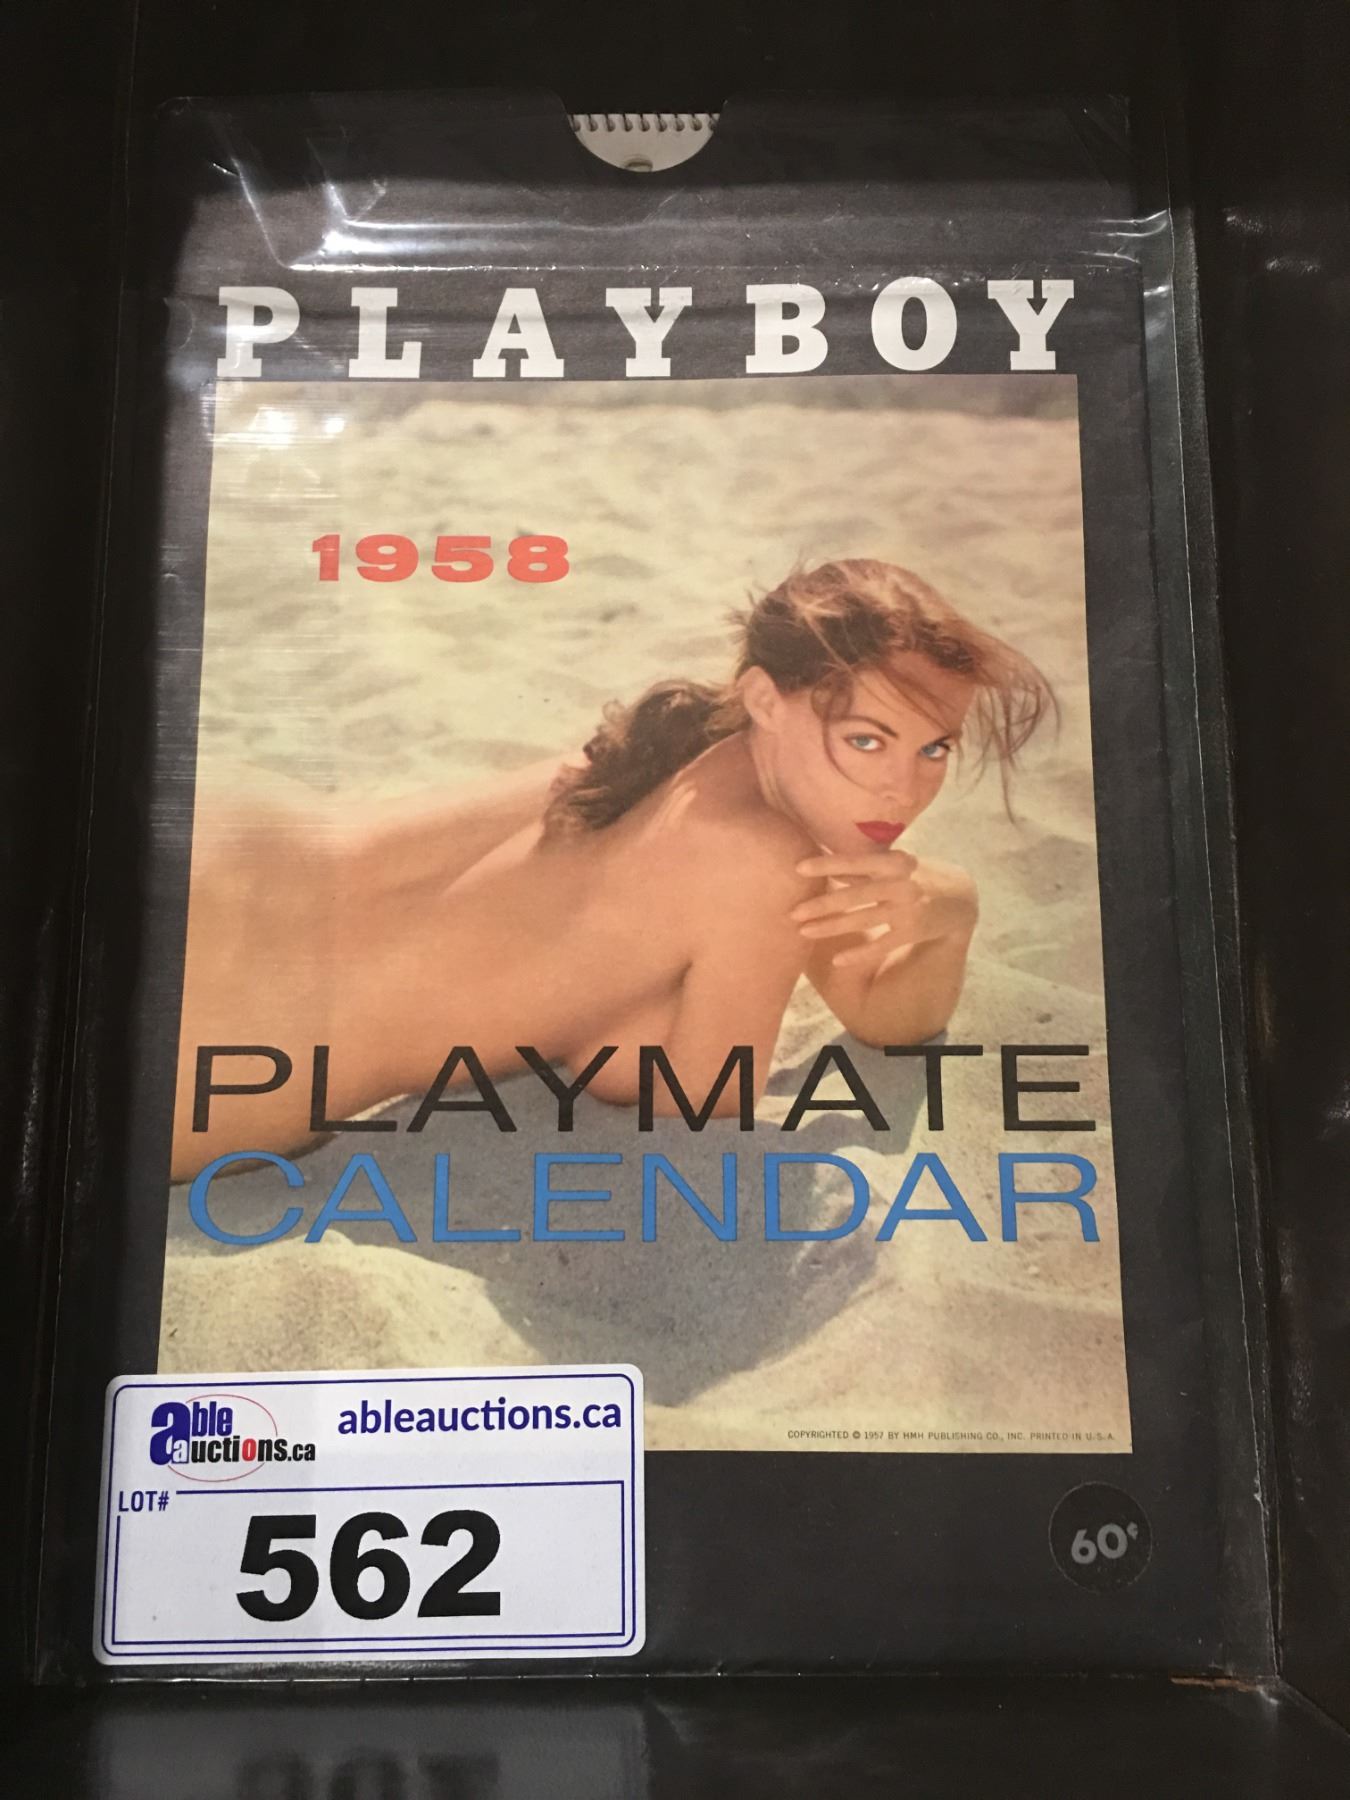 PLAYBOY
1958
PLAYMATE
CALENDAR
COPYRIGHTED © 1957 BY HMH PUBLISHING CO., INC. PRINTED IN U.S.A.
60¢
able auctions.ca
ableauctions.ca
LOT#
562